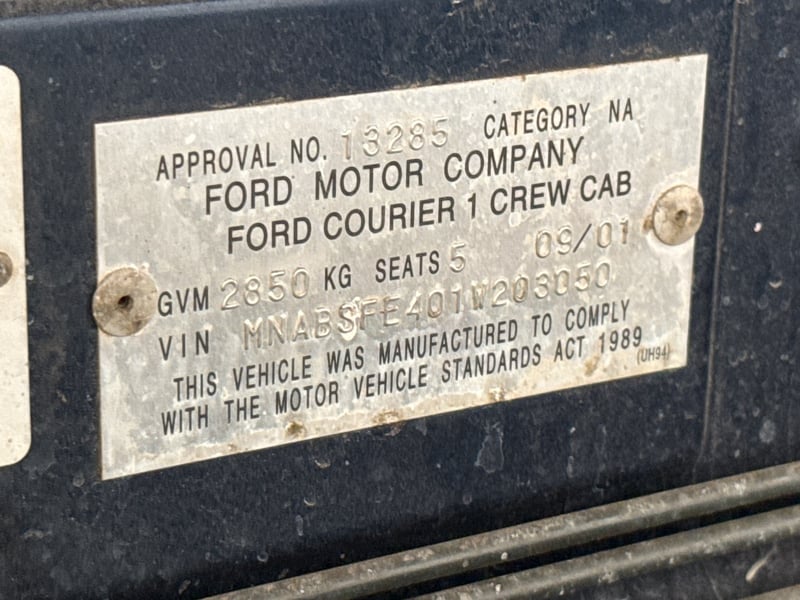 APPROVAL NO. 13285 CATEGORY NA
FORD MOTOR COMPANY
FORD COURIER 1 CREW CAB
GVM 2850 KG SEATS 5 09/01
VIN MNABSFE401W203050
THIS VEHICLE WAS MANUFACTURED TO COMPLY
WITH THE MOTOR VEHICLE STANDARDS ACT 1989 (UH94)